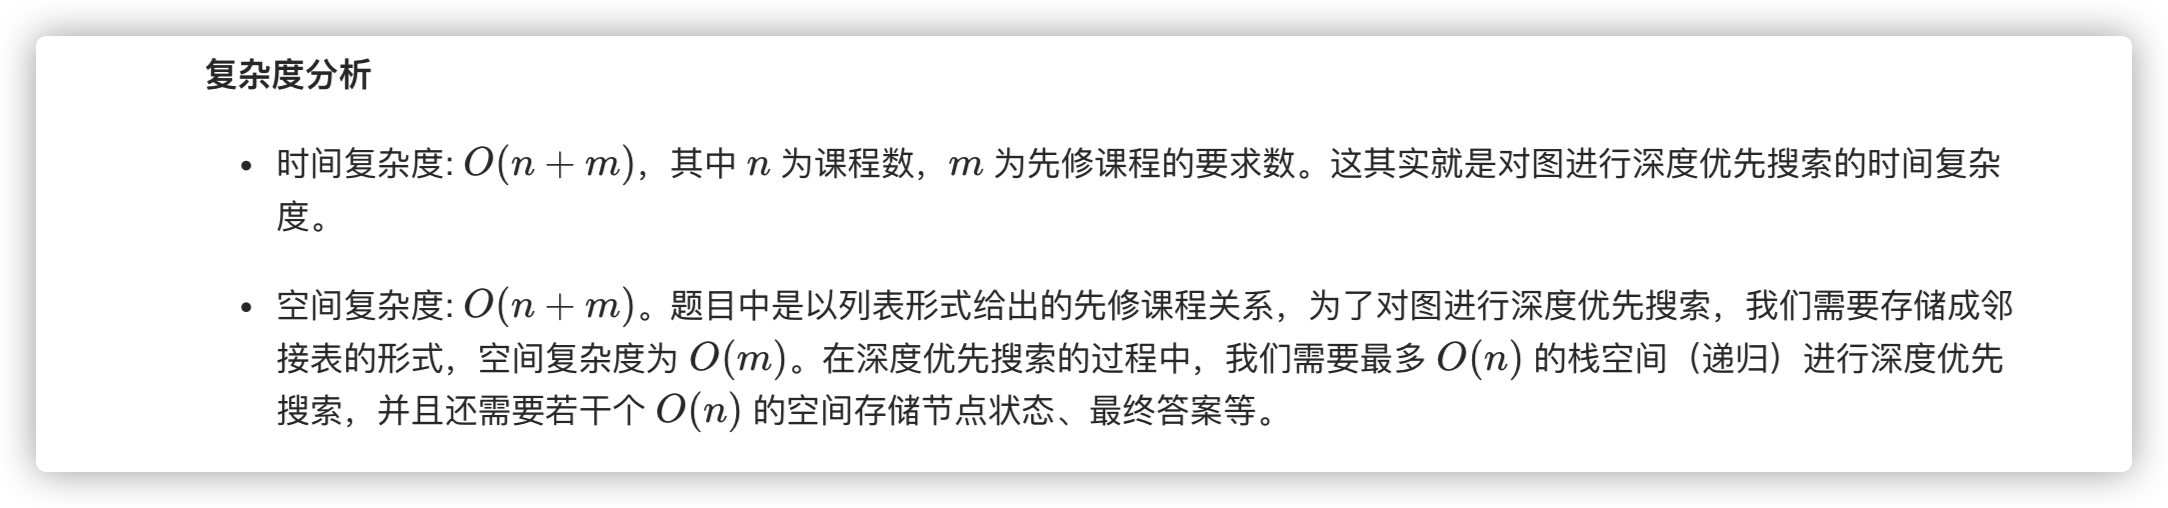 复杂度分析
• 时间复杂度: O(n + m)，其中 n 为课程数，m 为先修课程的要求数。这其实就是对图进行深度优先搜索的时间复杂
度。
• 空间复杂度: O(n + m)。题目中是以列表形式给出的先修课程关系，为了对图进行深度优先搜索，我们需要存储成邻
接表的形式，空间复杂度为 O(m)。在深度优先搜索的过程中，我们需要最多 O(n) 的栈空间（递归）进行深度优先
搜索，并且还需要若干个 O(n) 的空间存储节点状态、最终答案等。